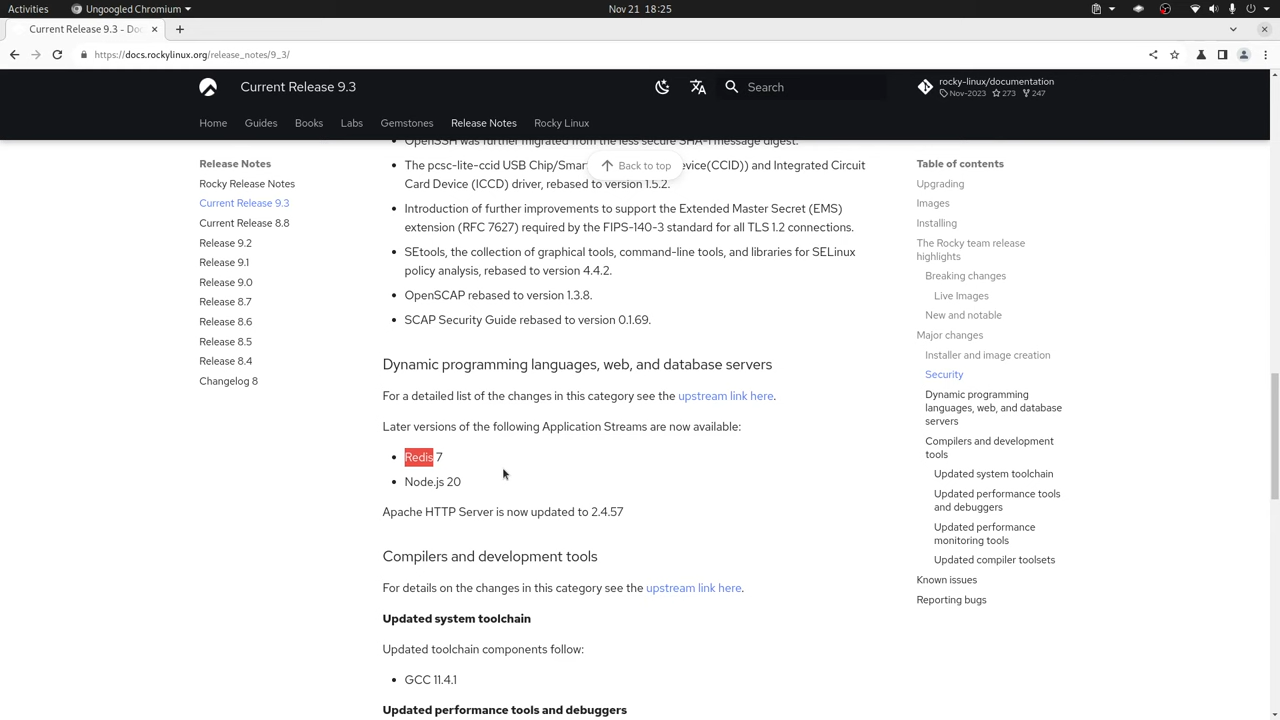 Activities
Ungoogled Chromium
Nov 21 18:25
Current Release 9.3 - Doc
https://docs.rockylinux.org/release_notes/9_3/
Current Release 9.3
Search
rocky-linux/documentation
Nov-2023 273 247
Home
Guides
Books
Labs
Gemstones
Release Notes
Rocky Linux
Release Notes
Rocky Release Notes
Current Release 9.3
Current Release 8.8
Release 9.2
Release 9.1
Release 9.0
Release 8.7
Release 8.6
Release 8.5
Release 8.4
Changelog 8
OpenSSH was further migrated from the less secure SHA-1 message digest.
Back to top
The pcsc-lite-ccid USB Chip/Smar vice(CCID)) and Integrated Circuit
Card Device (ICCD) driver, rebased to version 1.5.2.
Introduction of further improvements to support the Extended Master Secret (EMS)
extension (RFC 7627) required by the FIPS-140-3 standard for all TLS 1.2 connections.
SEtools, the collection of graphical tools, command-line tools, and libraries for SELinux
policy analysis, rebased to version 4.4.2.
OpenSCAP rebased to version 1.3.8.
SCAP Security Guide rebased to version 0.1.69.
Dynamic programming languages, web, and database servers
For a detailed list of the changes in this category see the upstream link here.
Later versions of the following Application Streams are now available:
Redis 7
Node.js 20
Apache HTTP Server is now updated to 2.4.57
Compilers and development tools
For details on the changes in this category see the upstream link here.
Updated system toolchain
Updated toolchain components follow:
GCC 11.4.1
Updated performance tools and debuggers
Table of contents
Upgrading
Images
Installing
The Rocky team release
highlights
Breaking changes
Live Images
New and notable
Major changes
Installer and image creation
Security
Dynamic programming
languages, web, and database
servers
Compilers and development
tools
Updated system toolchain
Updated performance tools
and debuggers
Updated performance
monitoring tools
Updated compiler toolsets
Known issues
Reporting bugs